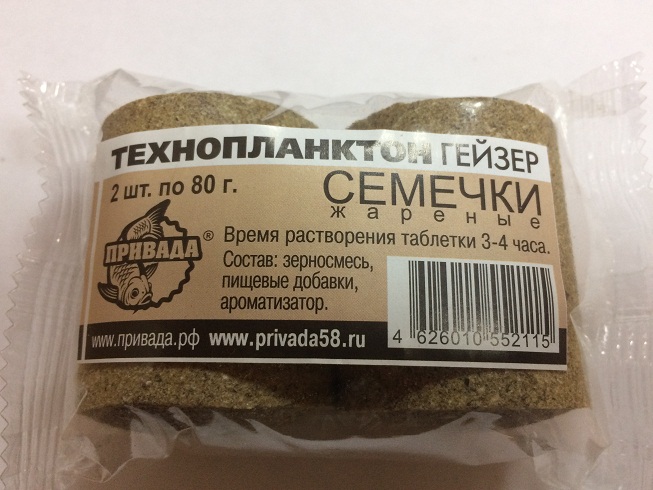 ТЕХНОПЛАНКТОН ГЕЙЗЕР
2 шт. по 80 г.
СЕМЕЧКИ
жареные
ПРИВАДА ®
Время растворения таблетки 3-4 часа.
Состав: зерносмесь,
пищевые добавки,
ароматизатор.
www.привада.рф www.privada58.ru
4 626010 552115